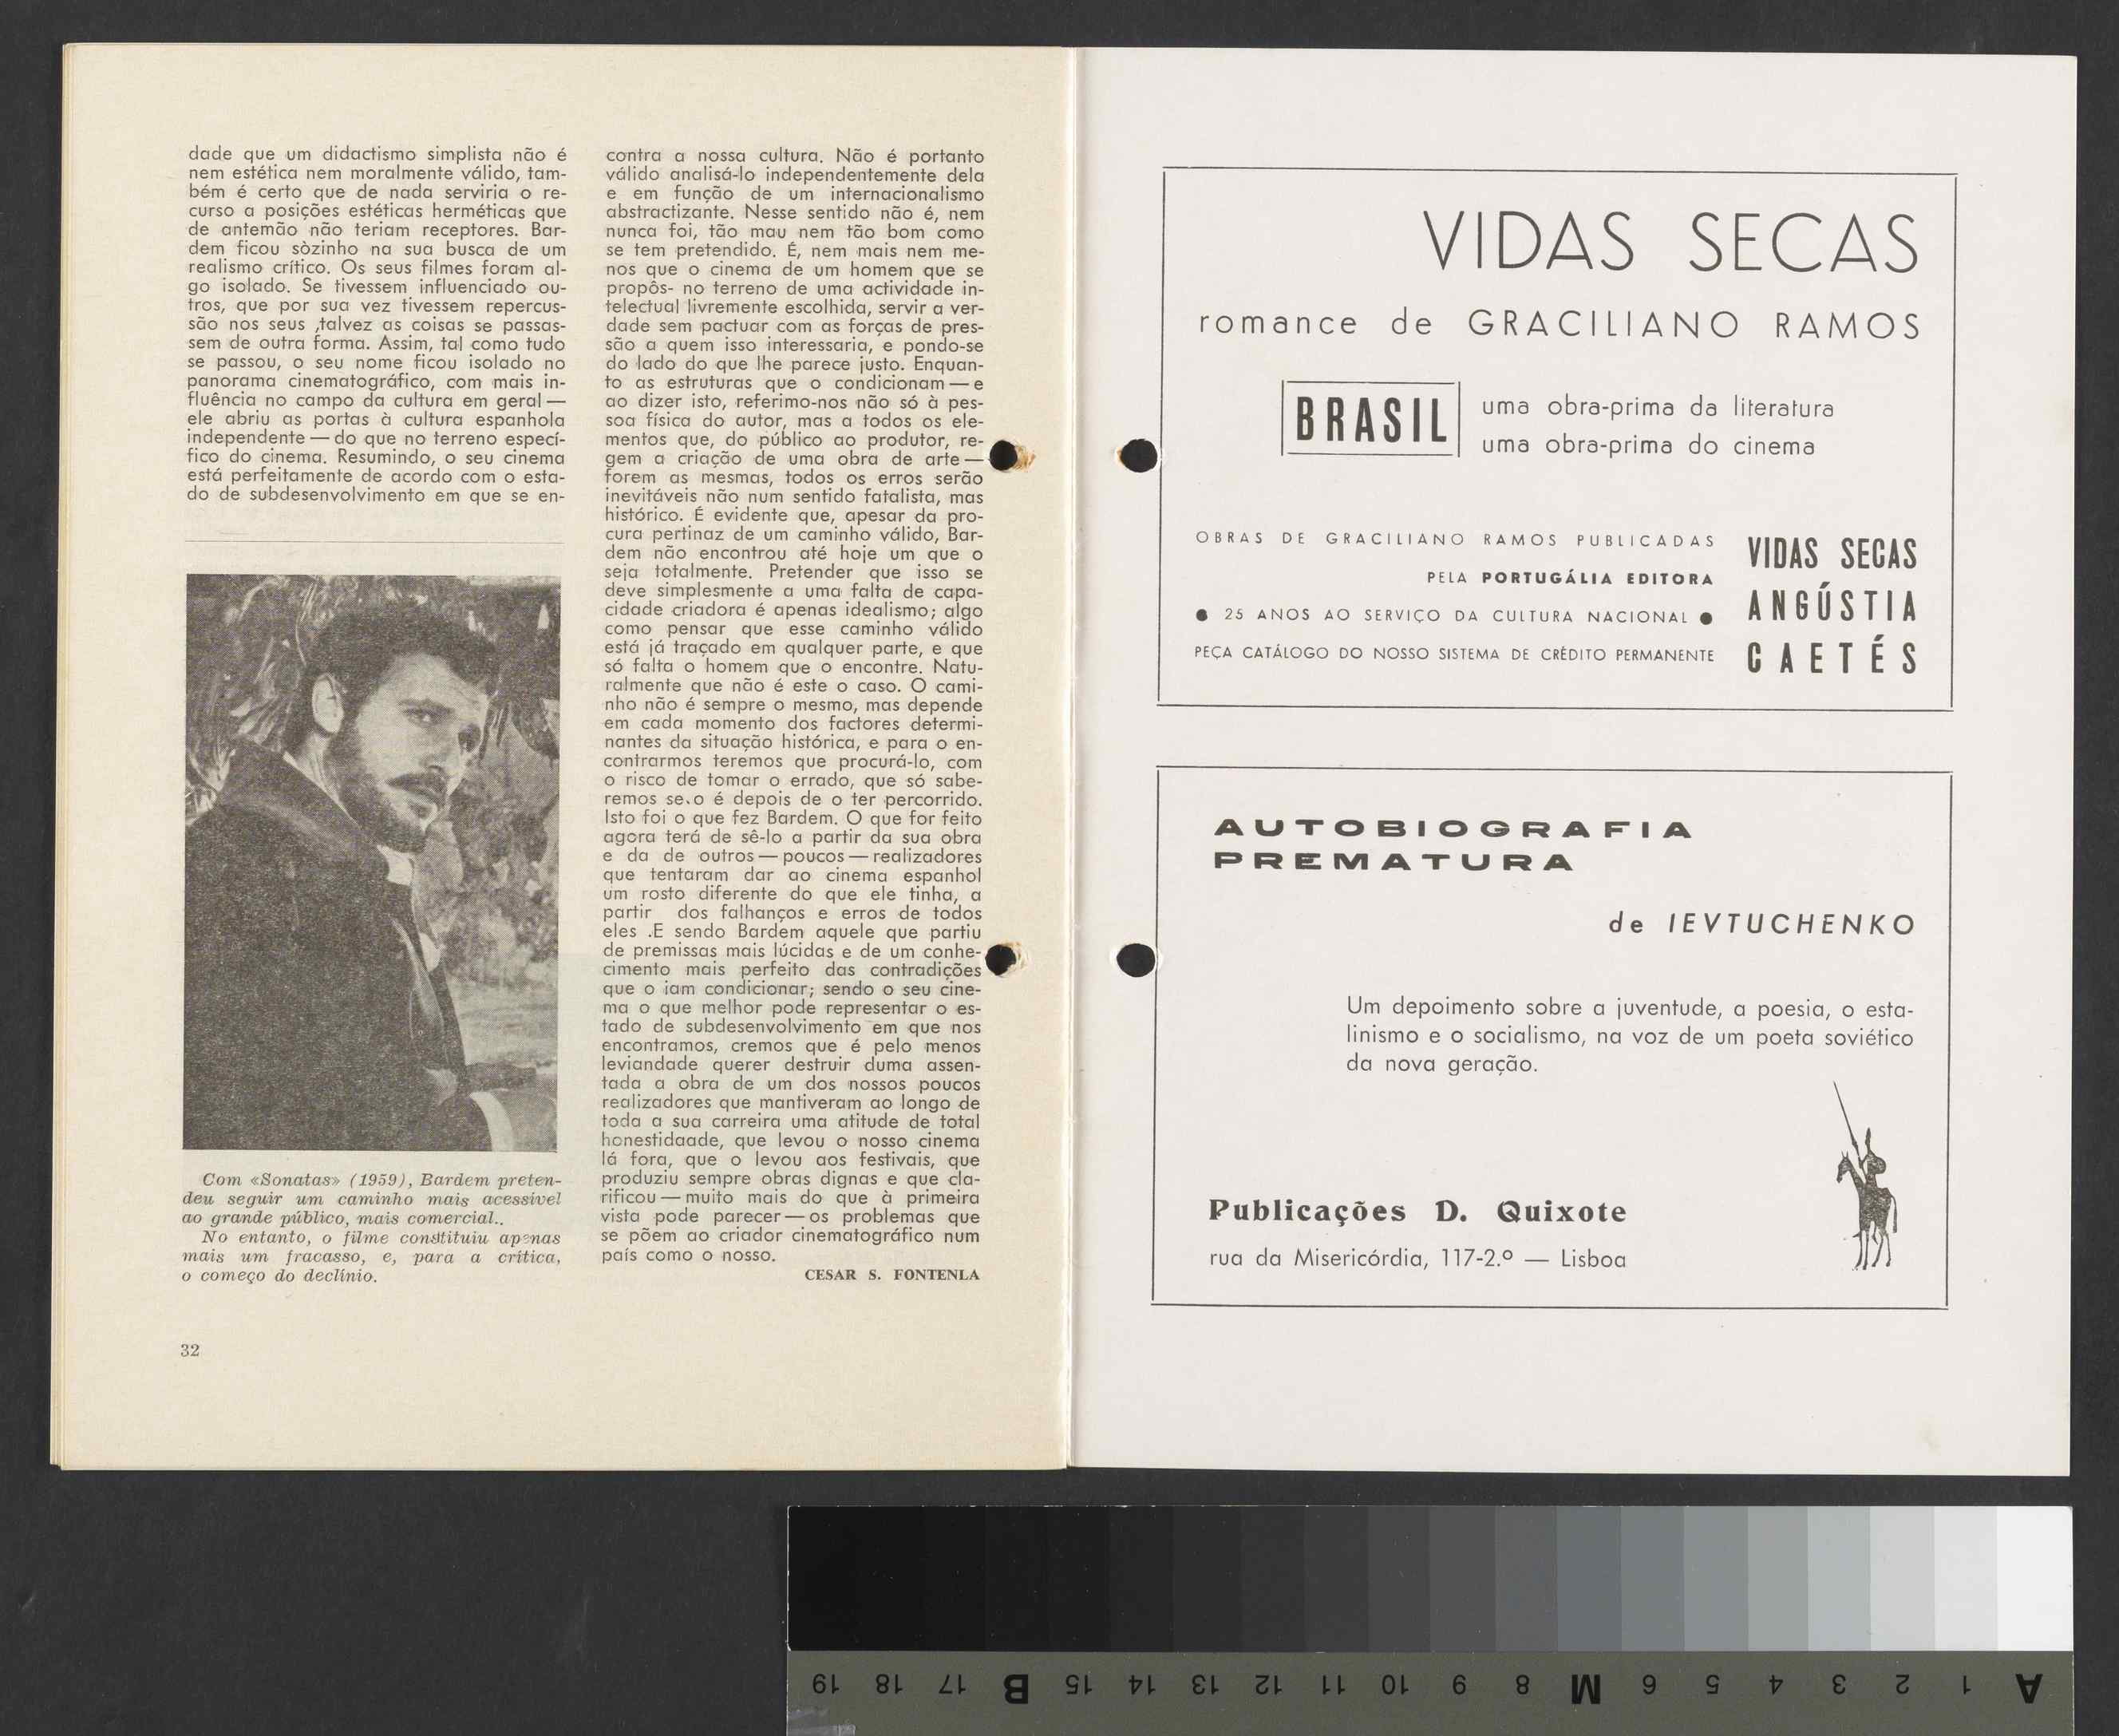 dade que um didactismo simplista não é
nem estética nem moralmente válido, tam-
bém é certo que de nada serviria o re-
curso a posições estéticas herméticas que
de antemão não teriam receptores. Bar-
dem ficou sòzinho na sua busca de um
realismo crítico. Os seus filmes foram al-
go isolado. Se tivessem influenciado ou-
tros, que por sua vez tivessem repercus-
são nos seus ,talvez as coisas se passas-
sem de outra forma. Assim, tal como tudo
se passou, o seu nome ficou isolado no
panorama cinematográfico, com mais in-
fluência no campo da cultura em geral —
ele abriu as portas à cultura espanhola
independente — do que no terreno especí-
fico do cinema. Resumindo, o seu cinema
está perfeitamente de acordo com o esta-
do de subdesenvolvimento em que se en-
Com «Sonatas» (1959), Bardem preten-
deu seguir um caminho mais acessível
ao grande público, mais comercial..
No entanto, o filme constituiu apenas
mais um fracasso, e, para a crítica,
o começo do declínio.
32
contra a nossa cultura. Não é portanto
válido analisá-lo independentemente dela
e em função de um internacionalismo
abstractizante. Nesse sentido não é, nem
nunca foi, tão mau nem tão bom como
se tem pretendido. É, nem mais nem me-
nos que o cinema de um homem que se
propôs- no terreno de uma actividade in-
telectual livremente escolhida, servir a ver-
dade sem pactuar com as forças de pres-
são a quem isso interessaria, e pondo-se
do lado do que lhe parece justo. Enquan-
to as estruturas que o condicionam — e
ao dizer isto, referimo-nos não só à pes-
soa física do autor, mas a todos os ele-
mentos que, do público ao produtor, re-
gem a criação de uma obra de arte —
forem as mesmas, todos os erros serão
inevitáveis não num sentido fatalista, mas
histórico. É evidente que, apesar da pro-
cura pertinaz de um caminho válido, Bar-
dem não encontrou até hoje um que o
seja totalmente. Pretender que isso se
deve simplesmente a uma falta de capa-
cidade criadora é apenas idealismo; algo
como pensar que esse caminho válido
está já traçado em qualquer parte, e que
só falta o homem que o encontre. Natu-
ralmente que não é este o caso. O cami-
nho não é sempre o mesmo, mas depende
em cada momento dos factores determi-
nantes da situação histórica, e para o en-
contrarmos teremos que procurá-lo, com
o risco de tomar o errado, que só sabe-
remos se o é depois de o ter percorrido.
Isto foi o que fez Bardem. O que for feito
agora terá de sê-lo a partir da sua obra
e da de outros — poucos — realizadores
que tentaram dar ao cinema espanhol
um rosto diferente do que ele tinha, a
partir dos falhanços e erros de todos
eles .E sendo Bardem aquele que partiu
de premissas mais lúcidas e de um conhe-
cimento mais perfeito das contradições
que o iam condicionar; sendo o seu cine-
ma o que melhor pode representar o es-
tado de subdesenvolvimento em que nos
encontramos, cremos que é pelo menos
leviandade querer destruir duma assen-
tada a obra de um dos nossos poucos
realizadores que mantiveram ao longo de
toda a sua carreira uma atitude de total
honestidaade, que levou o nosso cinema
lá fora, que o levou aos festivais, que
produziu sempre obras dignas e que cla-
rificou — muito mais do que à primeira
vista pode parecer — os problemas que
se põem ao criador cinematográfico num
país como o nosso.
CESAR S. FONTENLA
VIDAS SECAS
romance de GRACILIANO RAMOS
BRASIL
uma obra-prima da literatura
uma obra-prima do cinema
OBRAS DE GRACILIANO RAMOS PUBLICADAS
PELA PORTUGÁLIA EDITORA
● 25 ANOS AO SERVIÇO DA CULTURA NACIONAL ●
PEÇA CATÁLOGO DO NOSSO SISTEMA DE CRÉDITO PERMANENTE
VIDAS SECAS
ANGÚSTIA
CAETÉS
AUTOBIOGRAFIA
PREMATURA
de IEVTUCHENKO
Um depoimento sobre a juventude, a poesia, o esta-
linismo e o socialismo, na voz de um poeta soviético
da nova geração.
Publicações D. Quixote
rua da Misericórdia, 117-2.º — Lisboa
A 1 2 3 4 5 6 M 8 9 10 11 12 13 14 15 B 17 18 19